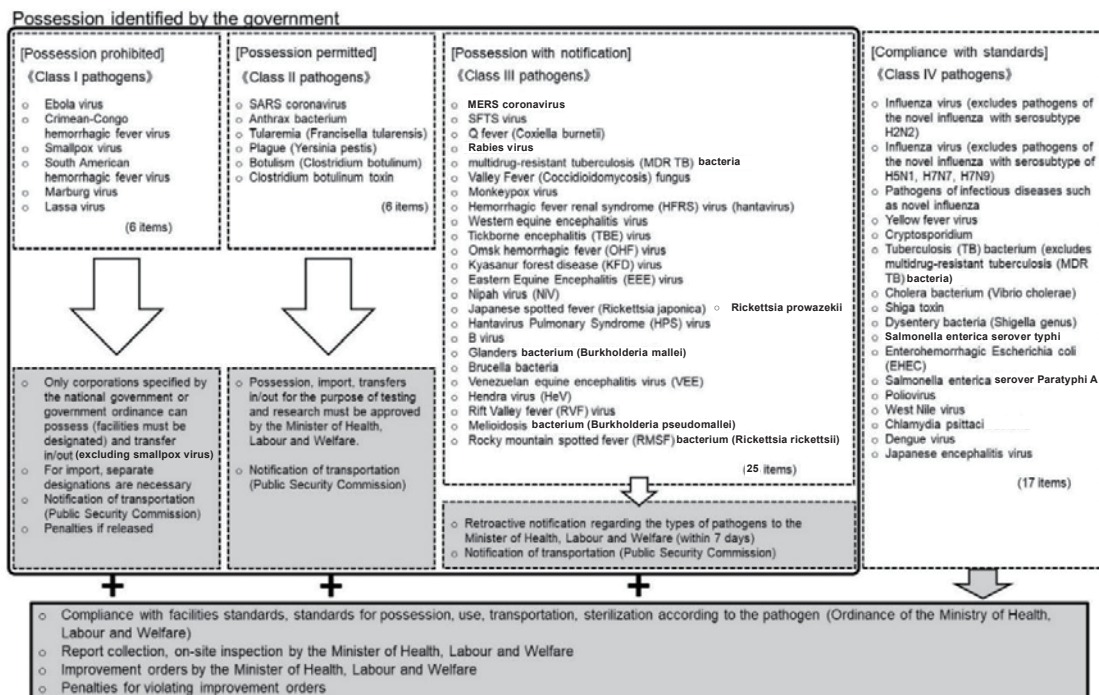 Possession identified by the government
[Possession prohibited]
《Class I pathogens》
○ Ebola virus
○ Crimean-Congo
hemorrhagic fever virus
○ Smallpox virus
○ South American
hemorrhagic fever virus
○ Marburg virus
○ Lassa virus
(6 items)
○ Only corporations specified by
the national government or
government ordinance can
possess (facilities must be
designated) and transfer
in/out (excluding smallpox virus)
○ For import, separate
designations are necessary
○ Notification of transportation
(Public Security Commission)
○ Penalties if released
[Possession permitted]
《Class II pathogens》
○ SARS coronavirus
○ Anthrax bacterium
○ Tularemia (Francisella tularensis)
○ Plague (Yersinia pestis)
○ Botulism (Clostridium botulinum)
○ Clostridium botulinum toxin
(6 items)
○ Possession, import, transfers
in/out for the purpose of testing
and research must be approved
by the Minister of Health,
Labour and Welfare.
○ Notification of transportation
(Public Security Commission)
[Possession with notification]
《Class III pathogens》
○ MERS coronavirus
○ SFTS virus
○ Q fever (Coxiella burnetii)
○ Rabies virus
○ multidrug-resistant tuberculosis (MDR TB) bacteria
○ Valley Fever (Coccidioidomycosis) fungus
○ Monkeypox virus
○ Hemorrhagic fever renal syndrome (HFRS) virus (hantavirus)
○ Western equine encephalitis virus
○ Tickborne encephalitis (TBE) virus
○ Omsk hemorrhagic fever (OHF) virus
○ Kyasanur forest disease (KFD) virus
○ Eastern Equine Encephalitis (EEE) virus
○ Nipah virus (NiV)
○ Japanese spotted fever (Rickettsia japonica) ○ Rickettsia prowazekii
○ Hantavirus Pulmonary Syndrome (HPS) virus
○ B virus
○ Glanders bacterium (Burkholderia mallei)
○ Brucella bacteria
○ Venezuelan equine encephalitis virus (VEE)
○ Hendra virus (HeV)
○ Rift Valley fever (RVF) virus
○ Melioidosis bacterium (Burkholderia pseudomallei)
○ Rocky mountain spotted fever (RMSF) bacterium (Rickettsia rickettsii)
(25 items)
○ Retroactive notification regarding the types of pathogens to the
Minister of Health, Labour and Welfare (within 7 days)
○ Notification of transportation (Public Security Commission)
[Compliance with standards]
《Class IV pathogens》
○ Influenza virus (excludes pathogens of
the novel influenza with serosubtype
H2N2)
○ Influenza virus (excludes pathogens of
the novel influenza with serosubtype of
H5N1, H7N7, H7N9)
○ Pathogens of infectious diseases such
as novel influenza
○ Yellow fever virus
○ Cryptosporidium
○ Tuberculosis (TB) bacterium (excludes
multidrug-resistant tuberculosis (MDR
TB) bacteria)
○ Cholera bacterium (Vibrio cholerae)
○ Shiga toxin
○ Dysentery bacteria (Shigella genus)
○ Salmonella enterica serover typhi
○ Enterohemorrhagic Escherichia coli
(EHEC)
○ Salmonella enterica serover Paratyphi A
○ Poliovirus
○ West Nile virus
○ Chlamydia psittaci
○ Dengue virus
○ Japanese encephalitis virus
(17 items)
+ + +
○ Compliance with facilities standards, standards for possession, use, transportation, sterilization according to the pathogen (Ordinance of the Ministry of Health,
Labour and Welfare)
○ Report collection, on-site inspection by the Minister of Health, Labour and Welfare
○ Improvement orders by the Minister of Health, Labour and Welfare
○ Penalties for violating improvement orders